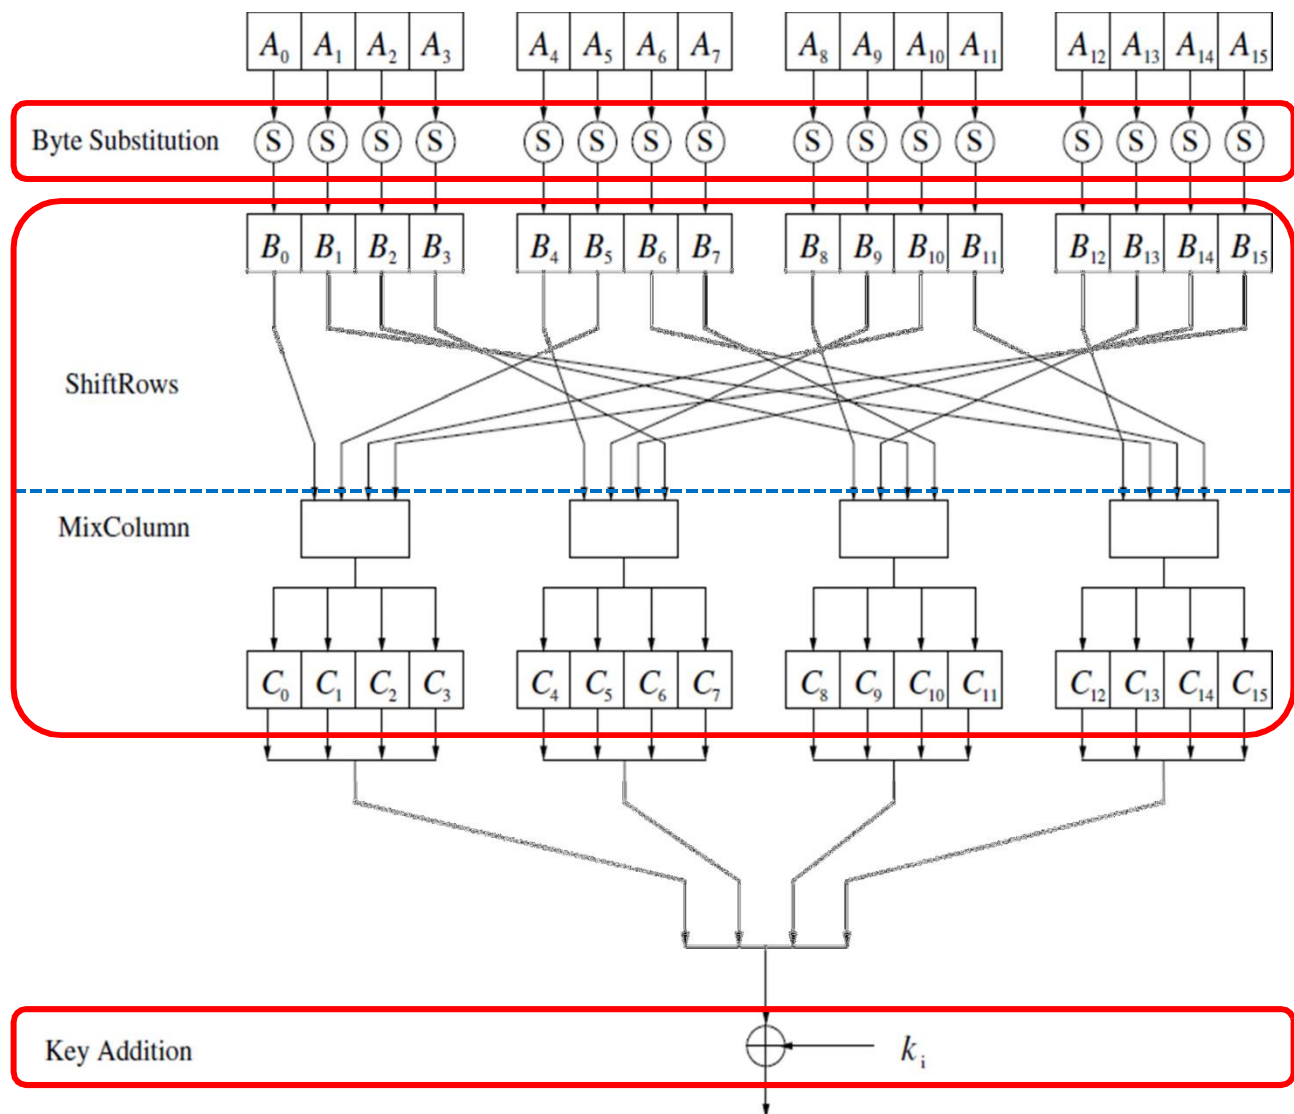 A₀ A₁ A₂ A₃ A₄ A₅ A₆ A₇ A₈ A₉ A₁₀ A₁₁ A₁₂ A₁₃ A₁₄ A₁₅
Byte Substitution S S S S S S S S S S S S S S S S
B₀ B₁ B₂ B₃ B₄ B₅ B₆ B₇ B₈ B₉ B₁₀ B₁₁ B₁₂ B₁₃ B₁₄ B₁₅
ShiftRows
MixColumn
C₀ C₁ C₂ C₃ C₄ C₅ C₆ C₇ C₈ C₉ C₁₀ C₁₁ C₁₂ C₁₃ C₁₄ C₁₅
Key Addition kᵢ